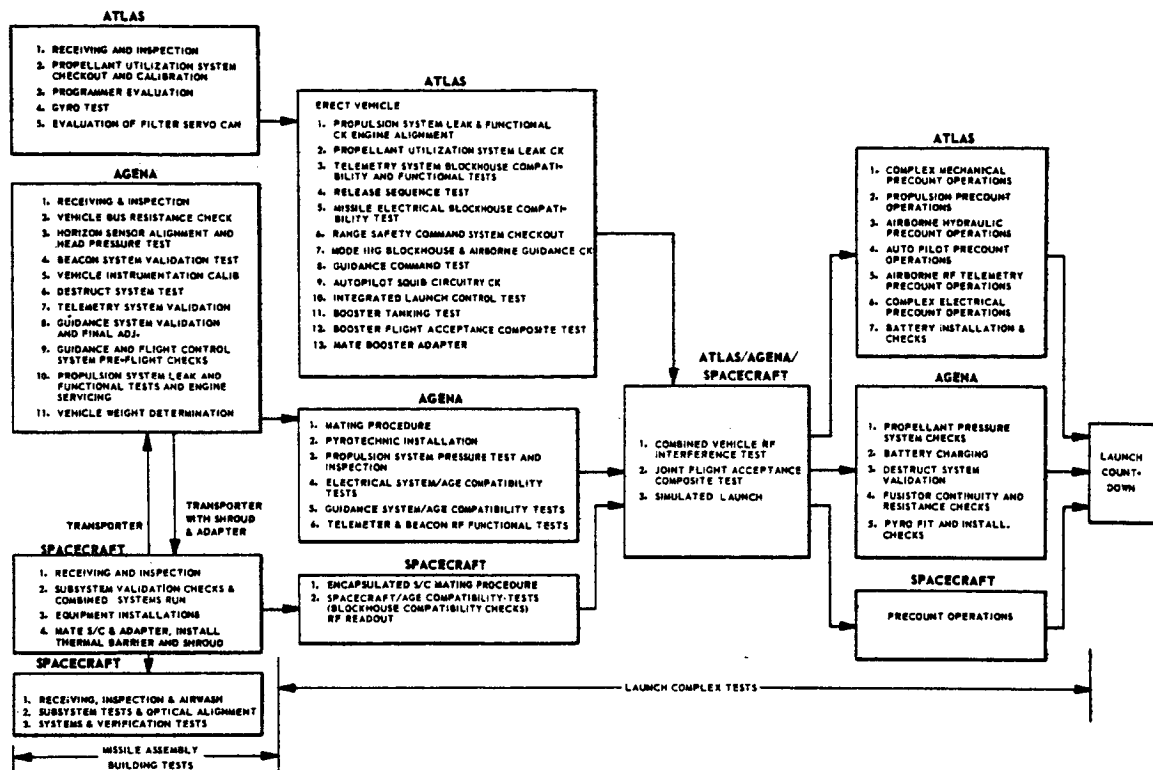 ATLAS
1. RECEIVING AND INSPECTION
2. PROPELLANT UTILIZATION SYSTEM
CHECKOUT AND CALIBRATION
3. PROGRAMMER EVALUATION
4. GYRO TEST
5. EVALUATION OF FILTER SERVO CAN
AGENA
1. RECEIVING & INSPECTION
2. VEHICLE BUS RESISTANCE CHECK
3. HORIZON SENSOR ALIGNMENT AND
HEAD PRESSURE TEST
4. BEACON SYSTEM VALIDATION TEST
5. VEHICLE INSTRUMENTATION CALIB
6. DESTRUCT SYSTEM TEST
7. TELEMETRY SYSTEM VALIDATION
8. GUIDANCE SYSTEM VALIDATION
AND FINAL ADJ.
9. GUIDANCE AND FLIGHT CONTROL
SYSTEM PRE-FLIGHT CHECKS
10. PROPULSION SYSTEM LEAK AND
FUNCTIONAL TESTS AND ENGINE
SERVICING
11. VEHICLE WEIGHT DETERMINATION
TRANSPORTER
TRANSPORTER
WITH SHROUD
& ADAPTER
SPACECRAFT
1. RECEIVING AND INSPECTION
2. SUBSYSTEM VALIDATION CHECKS &
COMBINED SYSTEMS RUN
3. EQUIPMENT INSTALLATIONS
4. MATE S/C & ADAPTER, INSTALL
THERMAL BARRIER AND SHROUD
SPACECRAFT
1. RECEIVING, INSPECTION & AIRWASH
2. SUBSYSTEM TESTS & OPTICAL ALIGNMENT
3. SYSTEMS & VERIFICATION TESTS
MISSILE ASSEMBLY
BUILDING TESTS
ATLAS
ERECT VEHICLE
1. PROPULSION SYSTEM LEAK & FUNCTIONAL
CK ENGINE ALIGNMENT
2. PROPELLANT UTILIZATION SYSTEM LEAK CK
3. TELEMETRY SYSTEM BLOCKHOUSE COMPATI-
BILITY AND FUNCTIONAL TESTS
4. RELEASE SEQUENCE TEST
5. MISSILE ELECTRICAL BLOCKHOUSE COMPATI-
BILITY TEST
6. RANGE SAFETY COMMAND SYSTEM CHECKOUT
7. MODE IIIG BLOCKHOUSE & AIRBORNE GUIDANCE CK
8. GUIDANCE COMMAND TEST
9. AUTOPILOT SQUIB CIRCUITRY CK
10. INTEGRATED LAUNCH CONTROL TEST
11. BOOSTER TANKING TEST
12. BOOSTER FLIGHT ACCEPTANCE COMPOSITE TEST
13. MATE BOOSTER ADAPTER
AGENA
1. MATING PROCEDURE
2. PYROTECHNIC INSTALLATION
3. PROPULSION SYSTEM PRESSURE TEST AND
INSPECTION
4. ELECTRICAL SYSTEM/AGE COMPATIBILITY
TESTS
5. GUIDANCE SYSTEM/AGE COMPATIBILITY TESTS
6. TELEMETER & BEACON RF FUNCTIONAL TESTS
SPACECRAFT
1. ENCAPSULATED S/C MATING PROCEDURE
2. SPACECRAFT/AGE COMPATIBILITY-TESTS
(BLOCKHOUSE COMPATIBILITY CHECKS)
RF READOUT
ATLAS/AGENA/
SPACECRAFT
1. COMBINED VEHICLE RF
INTERFERENCE TEST
2. JOINT FLIGHT ACCEPTANCE
COMPOSITE TEST
3. SIMULATED LAUNCH
ATLAS
1. COMPLEX MECHANICAL
PRECOUNT OPERATIONS
2. PROPULSION PRECOUNT
OPERATIONS
3. AIRBORNE HYDRAULIC
PRECOUNT OPERATIONS
4. AUTO PILOT PRECOUNT
OPERATIONS
5. AIRBORNE RF TELEMETRY
PRECOUNT OPERATIONS
6. COMPLEX ELECTRICAL
PRECOUNT OPERATIONS
7. BATTERY INSTALLATION &
CHECKS
AGENA
1. PROPELLANT PRESSURE
SYSTEM CHECKS
2. BATTERY CHARGING
3. DESTRUCT SYSTEM
VALIDATION
4. FUSISTOR CONTINUITY AND
RESISTANCE CHECKS
5. PYRO FIT AND INSTALL.
CHECKS
SPACECRAFT
PRECOUNT OPERATIONS
LAUNCH
COUNT-
DOWN
LAUNCH COMPLEX TESTS